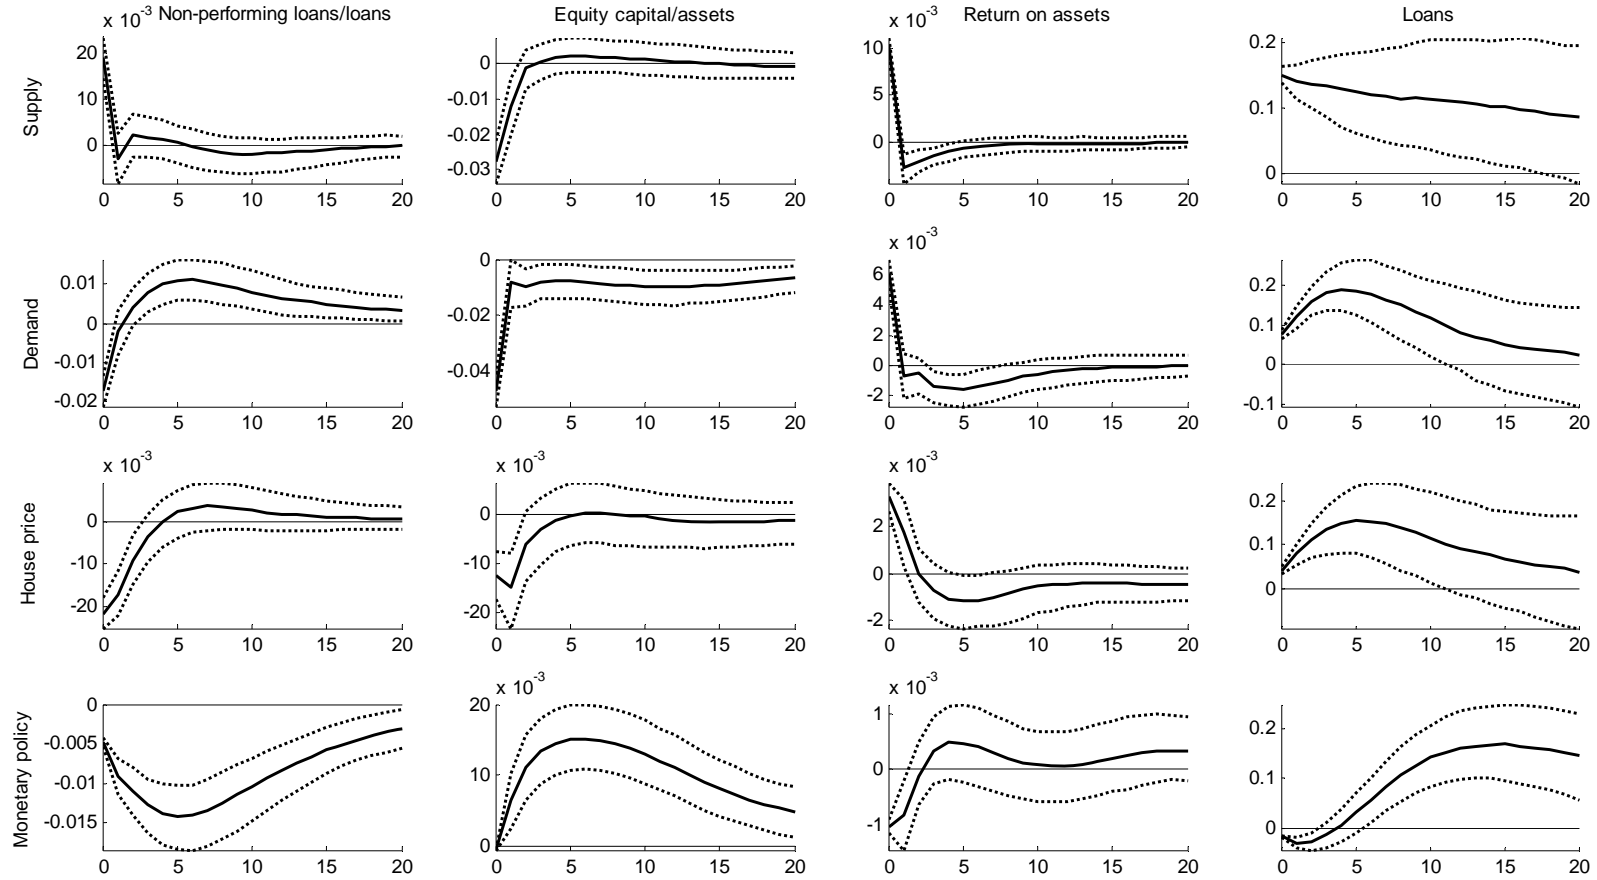 x 10-3 Non-performing loans/loans
Equity capital/assets
x 10-3 Return on assets
Loans
Supply
20
10
0
0 5 10 15 20
0
-0.01
-0.02
-0.03
0 5 10 15 20
10
5
0
0 5 10 15 20
0.2
0.1
0
0 5 10 15 20
Demand
0.01
0
-0.01
-0.02
0 5 10 15 20
0
-0.02
-0.04
0 5 10 15 20
x 10-3
6
4
2
0
-2
0 5 10 15 20
0.2
0.1
0
-0.1
0 5 10 15 20
House price
x 10-3
0
-10
-20
0 5 10 15 20
x 10-3
0
-10
-20
0 5 10 15 20
2
0
-2
0 5 10 15 20
0.2
0.1
0
0 5 10 15 20
Monetary policy
0
-0.005
-0.01
-0.015
0 5 10 15 20
x 10-3
20
10
0
0 5 10 15 20
x 10-3
1
0
-1
0 5 10 15 20
0.2
0.1
0
0 5 10 15 20